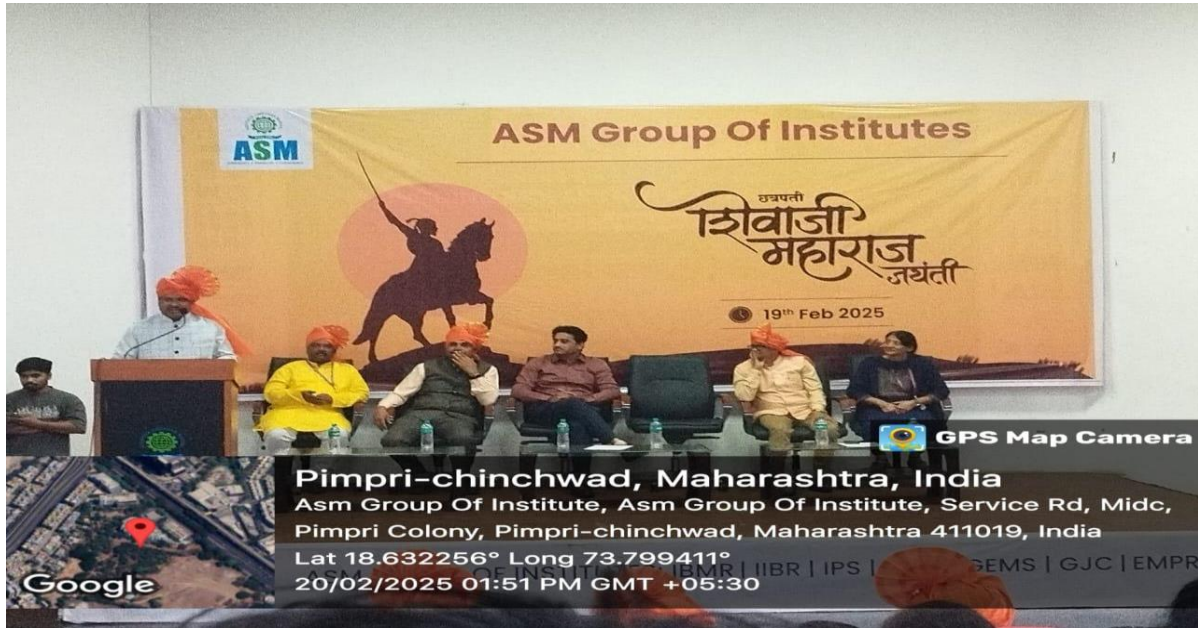 ASM
ASM Group Of Institutes
छत्रपती
शिवाजी
महाराज
जयंती
19th Feb 2025
GPS Map Camera
Pimpri-chinchwad, Maharashtra, India
Asm Group Of Institute, Asm Group Of Institute, Service Rd, Midc,
Pimpri Colony, Pimpri-chinchwad, Maharashtra 411019, India
Lat 18.632256° Long 73.799411°
20/02/2025 01:51 PM GMT +05:30
IBMR | IIBR | IPS | GEMS | GJC | EMPR
Google